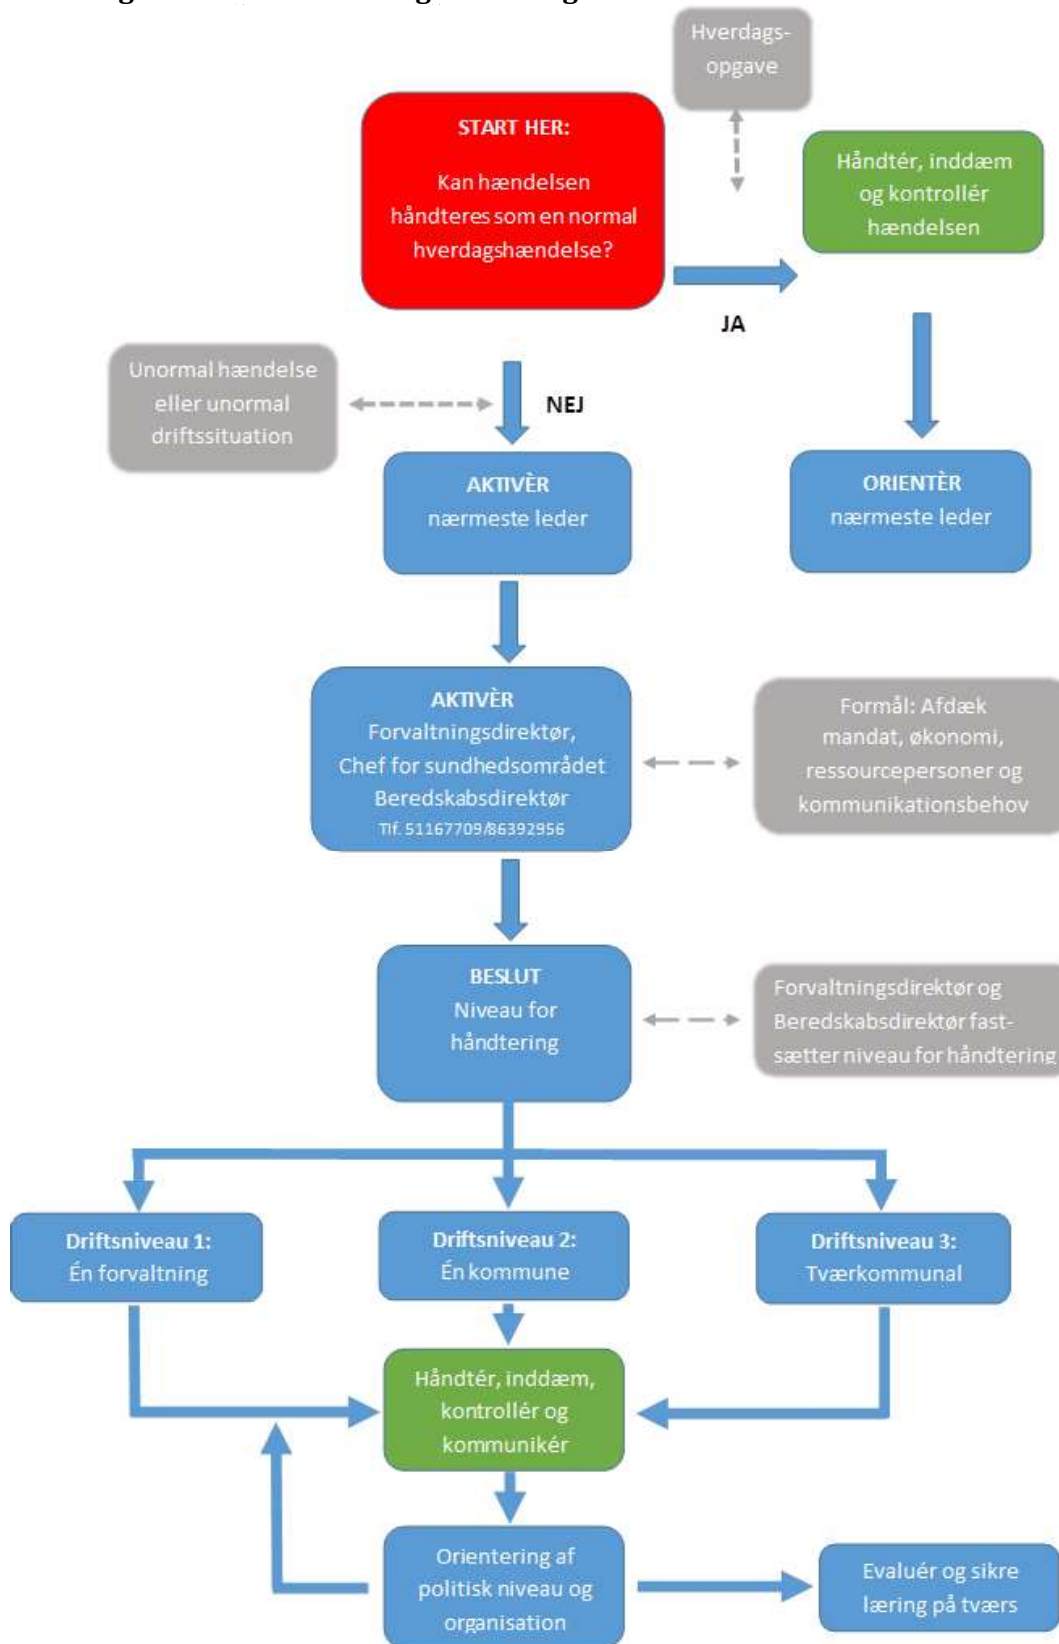 Hverdags-
opgave
START HER:
Kan hændelsen
håndteres som en normal
hverdagshændelse?
Håndtér, inddæm
og kontrollér
hændelsen
JA
Unormal hændelse
eller unormal
driftssituation
NEJ
AKTIVÈR
nærmeste leder
ORIENTÈR
nærmeste leder
AKTIVÈR
Forvaltningsdirektør,
Chef for sundhedsområdet
Beredskabsdirektør
Tlf. 51167709/86392956
Formål: Afdæk
mandat, økonomi,
ressourcepersoner og
kommunikationsbehov
BESLUT
Niveau for
håndtering
Forvaltningsdirektør og
Beredskabsdirektør fast-
sætter niveau for håndtering
Driftsniveau 1:
Én forvaltning
Driftsniveau 2:
Én kommune
Driftsniveau 3:
Tværkommunal
Håndtér, inddæm,
kontrollér og
kommunikér
Orientering af
politisk niveau og
organisation
Evaluér og sikre
læring på tværs